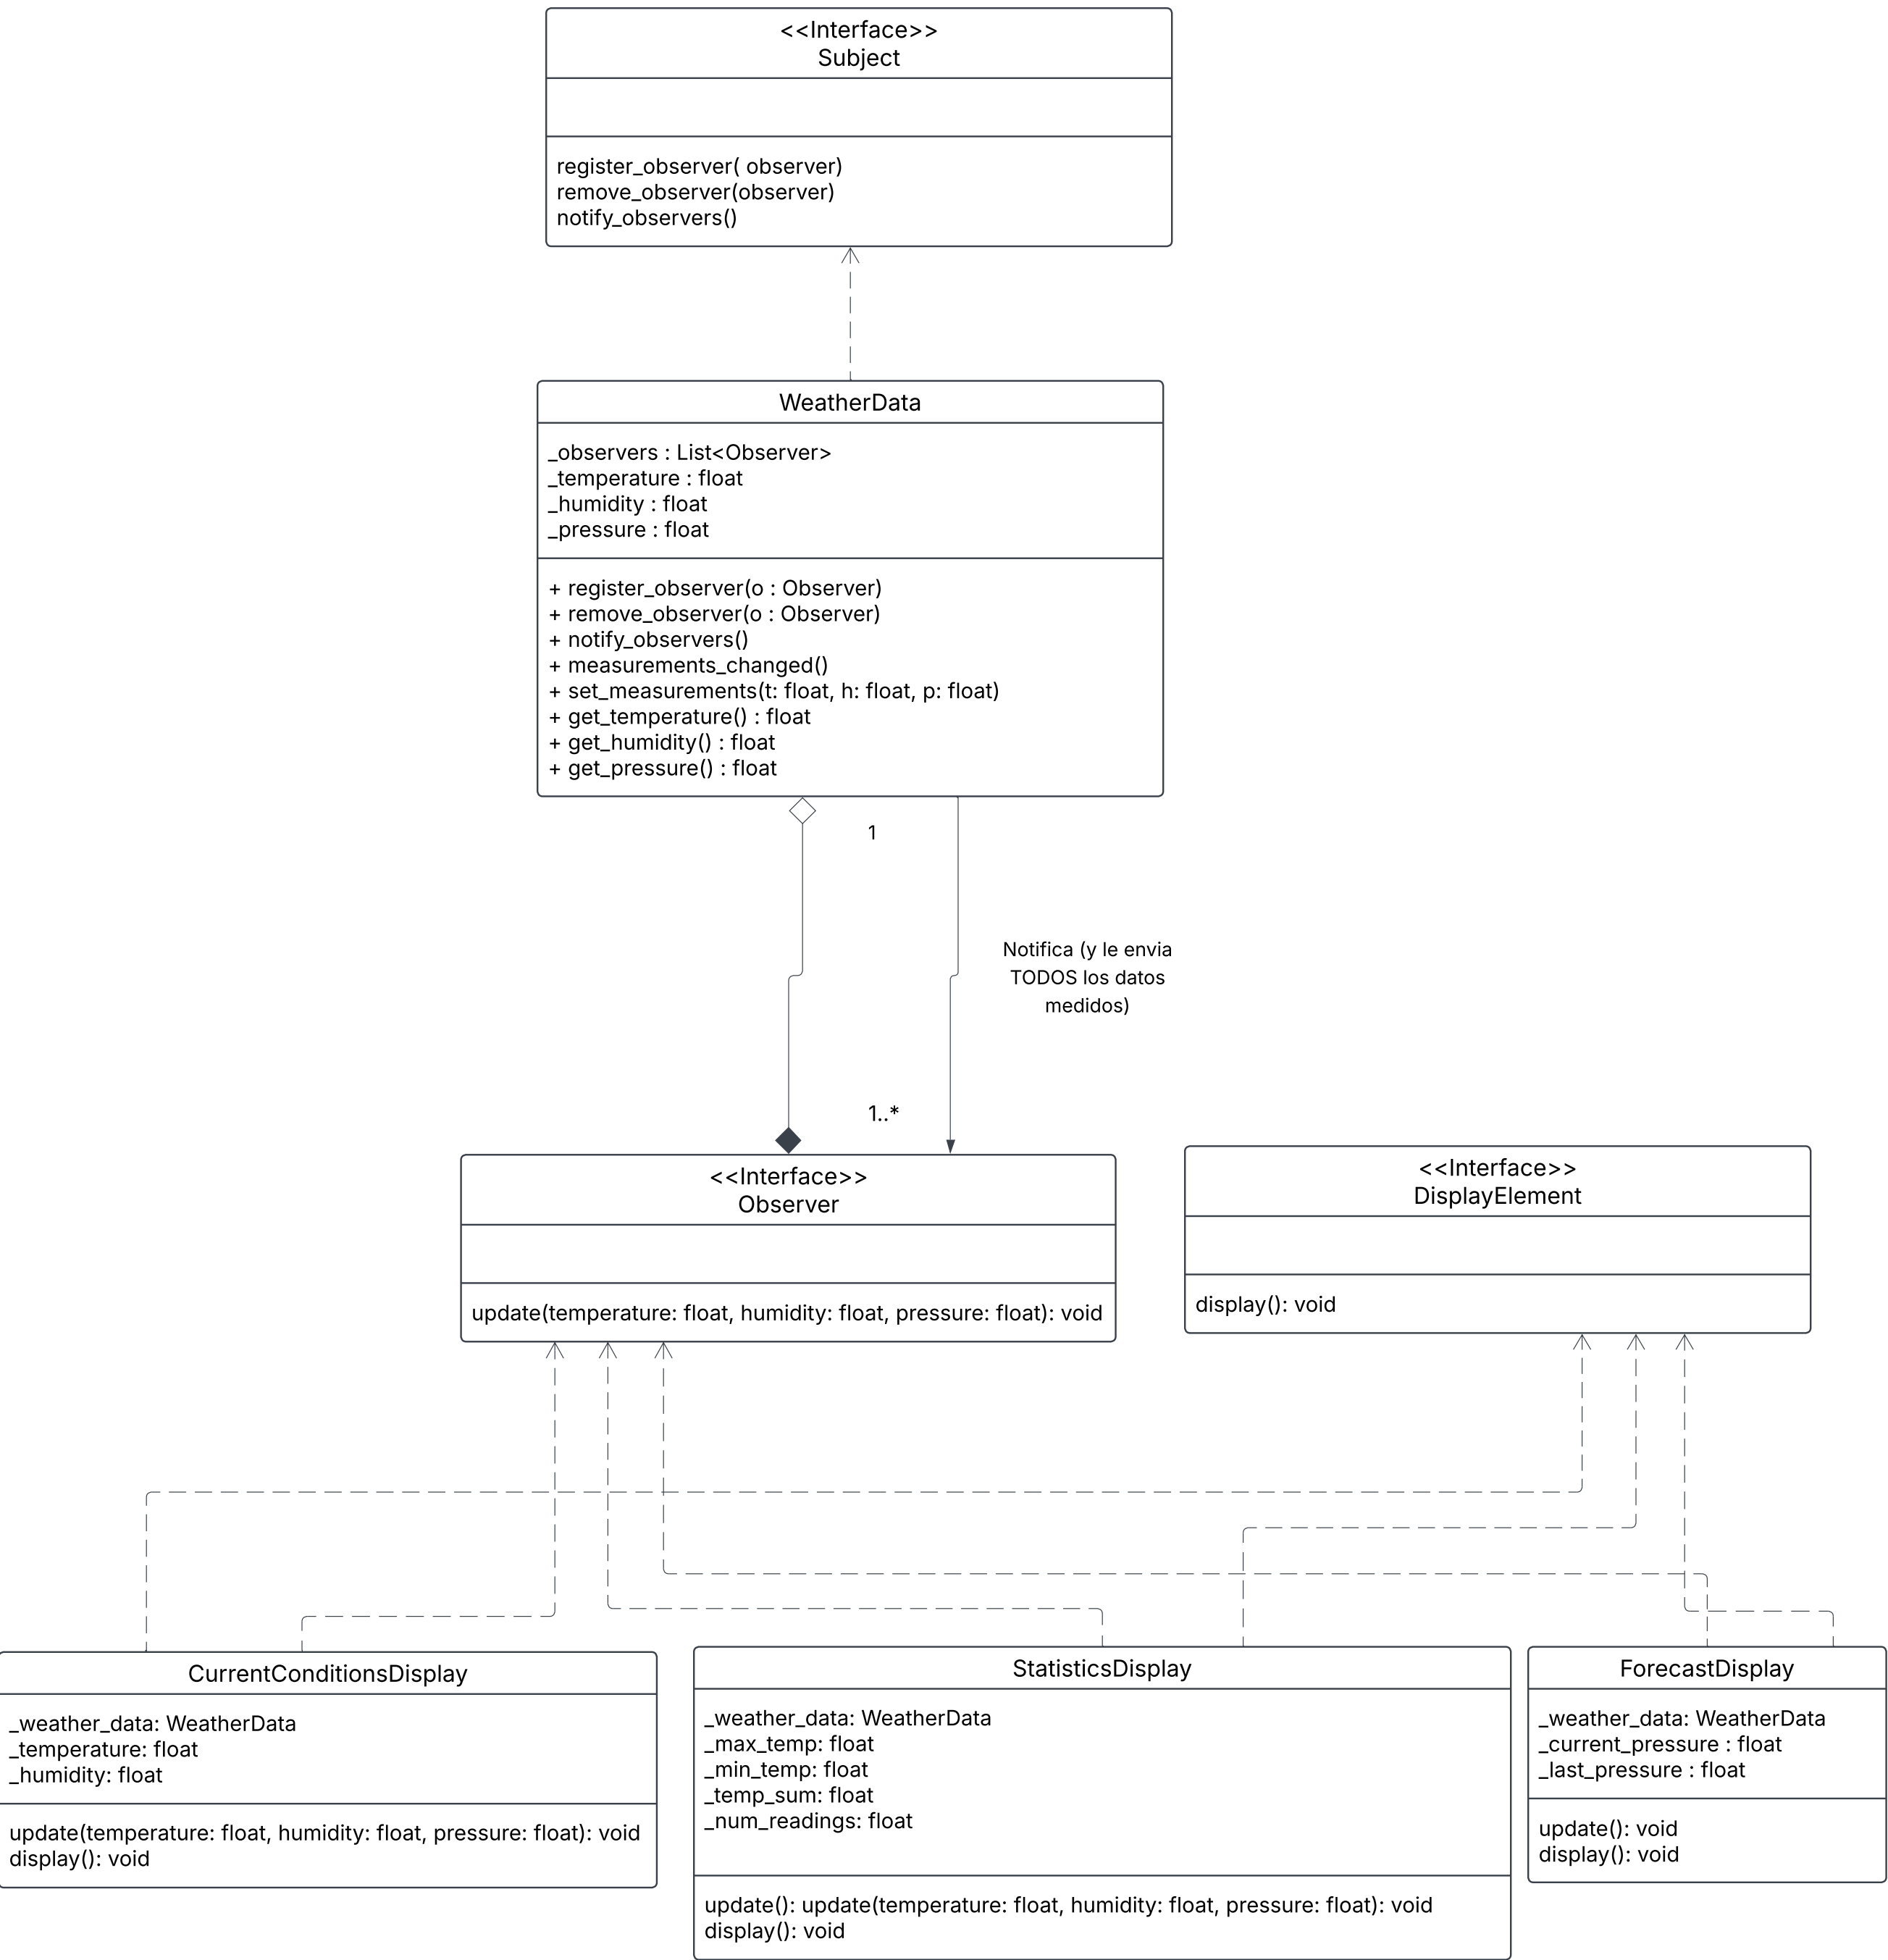 <<Interface>>
Subject
register_observer( observer)
remove_observer(observer)
notify_observers()
WeatherData
_observers : List<Observer>
_temperature : float
_humidity : float
_pressure : float
+ register_observer(o : Observer)
+ remove_observer(o : Observer)
+ notify_observers()
+ measurements_changed()
+ set_measurements(t: float, h: float, p: float)
+ get_temperature() : float
+ get_humidity() : float
+ get_pressure() : float
1
Notifica (y le envia
TODOS los datos
medidos)
1..*
<<Interface>>
Observer
update(temperature: float, humidity: float, pressure: float): void
<<Interface>>
DisplayElement
display(): void
CurrentConditionsDisplay
_weather_data: WeatherData
_temperature: float
_humidity: float
update(temperature: float, humidity: float, pressure: float): void
display(): void
StatisticsDisplay
_weather_data: WeatherData
_max_temp: float
_min_temp: float
_temp_sum: float
_num_readings: float
update(): update(temperature: float, humidity: float, pressure: float): void
display(): void
ForecastDisplay
_weather_data: WeatherData
_current_pressure : float
_last_pressure : float
update(): void
display(): void